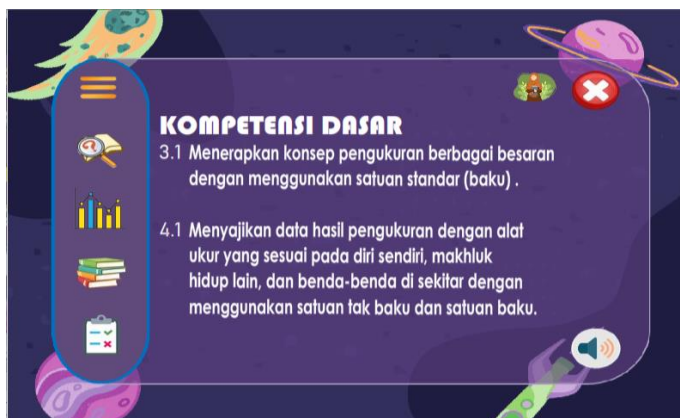 KOMPETENSI DASAR
3.1 Menerapkan konsep pengukuran berbagai besaran
dengan menggunakan satuan standar (baku) .
4.1 Menyajikan data hasil pengukuran dengan alat
ukur yang sesuai pada diri sendiri, makhluk
hidup lain, dan benda-benda di sekitar dengan
menggunakan satuan tak baku dan satuan baku.